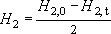 H₂ = (H₂,₀ − H₂,t) / 2